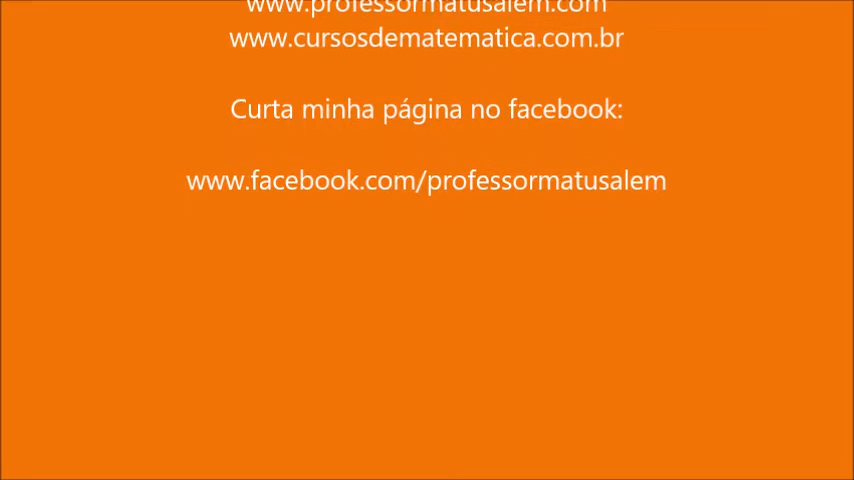 www.professormatusalem.com
www.cursosdematematica.com.br
Curta minha página no facebook:
www.facebook.com/professormatusalem